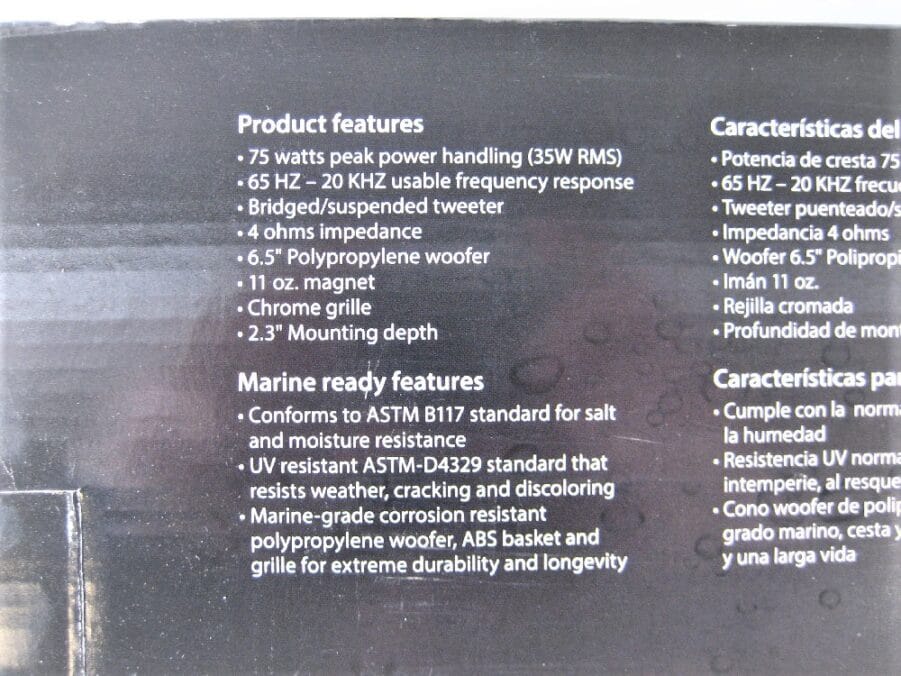 Product features
• 75 watts peak power handling (35W RMS)
• 65 HZ – 20 KHZ usable frequency response
• Bridged/suspended tweeter
• 4 ohms impedance
• 6.5" Polypropylene woofer
• 11 oz. magnet
• Chrome grille
• 2.3" Mounting depth
Marine ready features
• Conforms to ASTM B117 standard for salt
and moisture resistance
• UV resistant ASTM-D4329 standard that
resists weather, cracking and discoloring
• Marine-grade corrosion resistant
polypropylene woofer, ABS basket and
grille for extreme durability and longevity
Características del
• Potencia de cresta 75
• 65 HZ – 20 KHZ
• Tweeter
• Impedancia 4 ohms
• Woofer 6.5"
• Imán 11 oz.
• Rejilla cromada
• Profundidad de
Características
• Cumple con la
la humedad
• Resistencia UV
intemperie, al
• Cono woofer de
grado marino, cesta y
y una larga vida